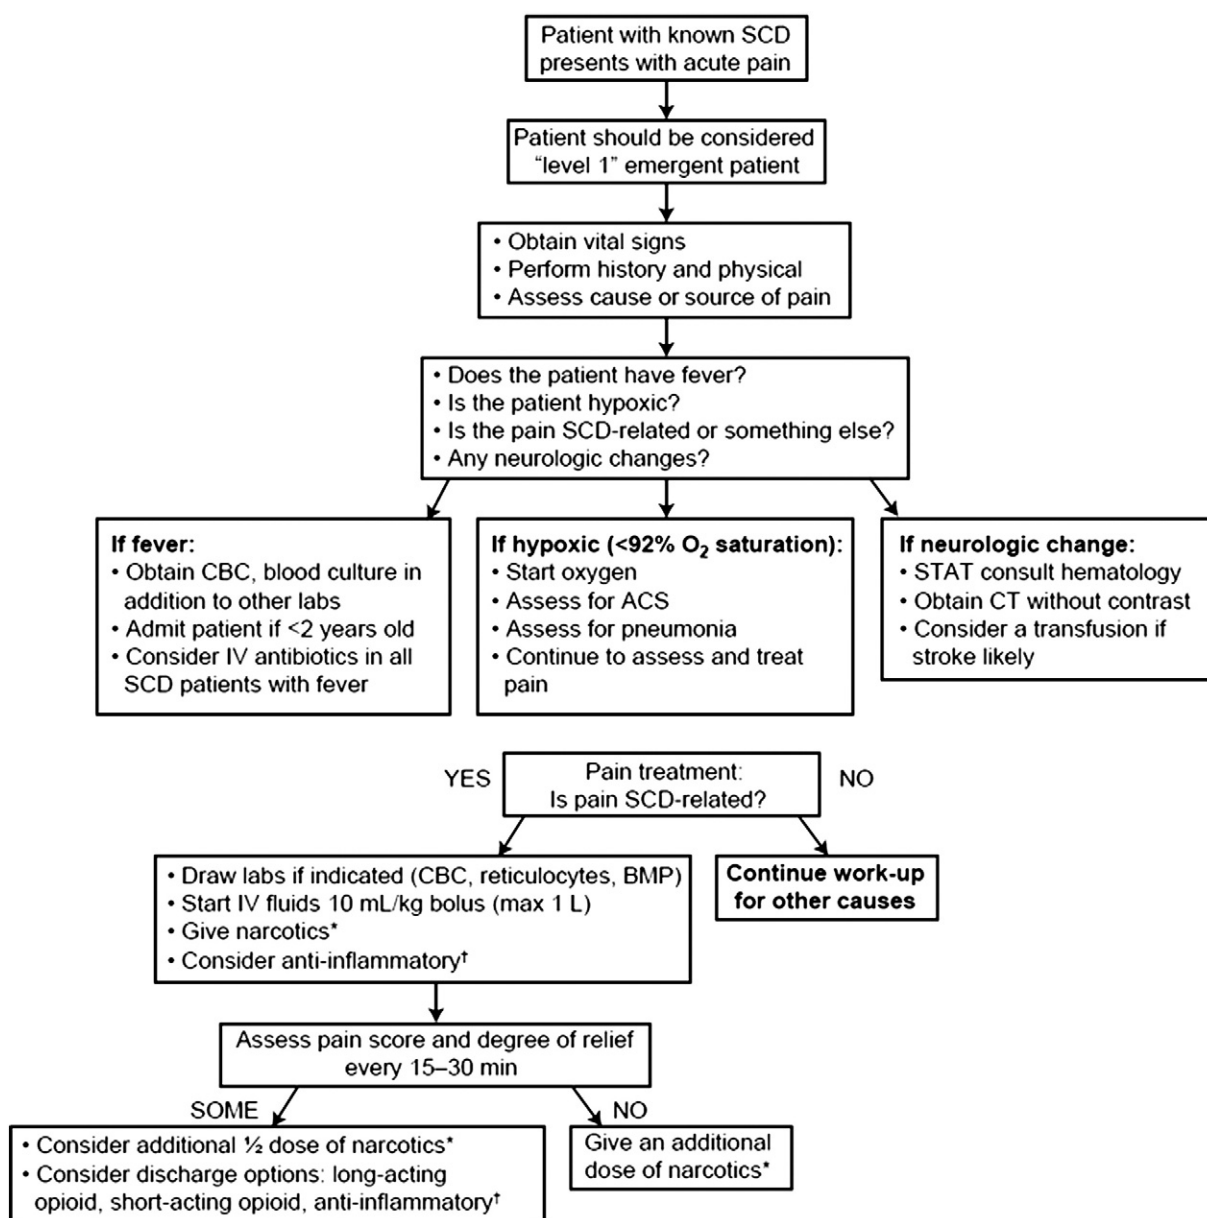 Patient with known SCD
presents with acute pain
Patient should be considered
“level 1” emergent patient
• Obtain vital signs
• Perform history and physical
• Assess cause or source of pain
• Does the patient have fever?
• Is the patient hypoxic?
• Is the pain SCD-related or something else?
• Any neurologic changes?
If fever:
• Obtain CBC, blood culture in
addition to other labs
• Admit patient if <2 years old
• Consider IV antibiotics in all
SCD patients with fever
If hypoxic (<92% O₂ saturation):
• Start oxygen
• Assess for ACS
• Assess for pneumonia
• Continue to assess and treat
pain
If neurologic change:
• STAT consult hematology
• Obtain CT without contrast
• Consider a transfusion if
stroke likely
YES
Pain treatment:
Is pain SCD-related?
NO
• Draw labs if indicated (CBC, reticulocytes, BMP)
• Start IV fluids 10 mL/kg bolus (max 1 L)
• Give narcotics*
• Consider anti-inflammatory†
Continue work-up
for other causes
Assess pain score and degree of relief
every 15–30 min
SOME
NO
• Consider additional ½ dose of narcotics*
• Consider discharge options: long-acting
opioid, short-acting opioid, anti-inflammatory†
Give an additional
dose of narcotics*